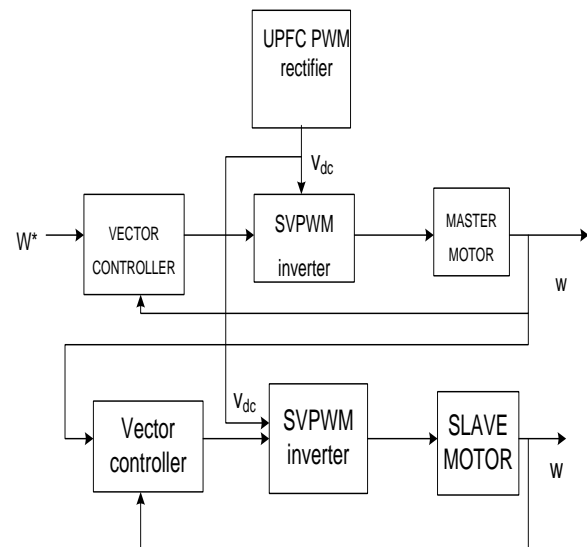 UPFC PWM
rectifier
V_dc
W*
VECTOR
CONTROLLER
SVPWM
inverter
MASTER
MOTOR
w
V_dc
Vector
controller
SVPWM
inverter
SLAVE
MOTOR
w